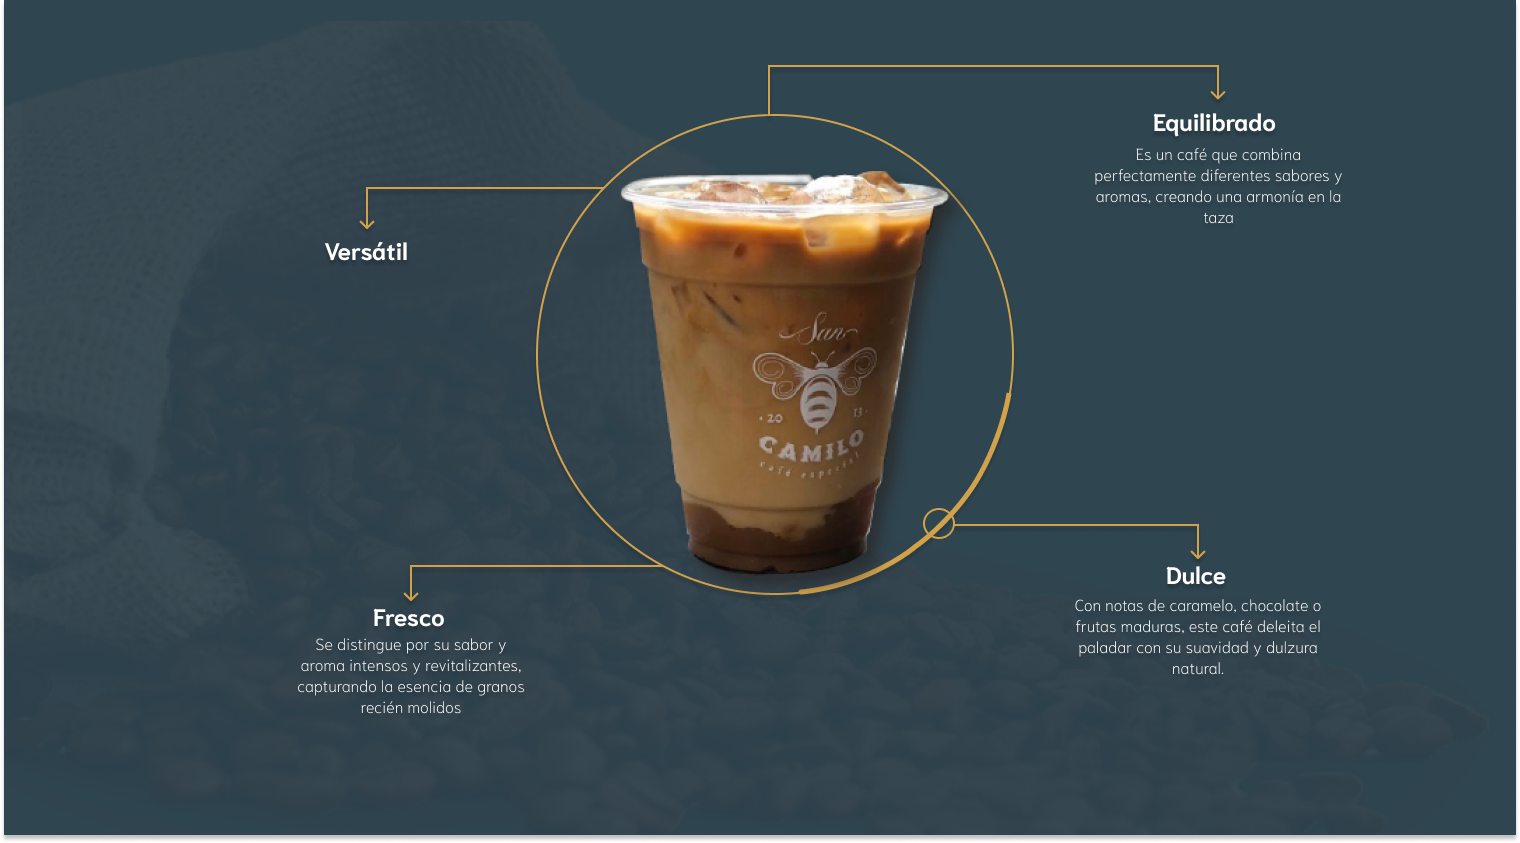 Equilibrado
Es un café que combina
perfectamente diferentes sabores y
aromas, creando una armonía en la
taza
Versátil
San
· 20 13 ·
CAMILO
café especial
Dulce
Con notas de caramelo, chocolate o
frutas maduras, este café deleita el
paladar con su suavidad y dulzura
natural.
Fresco
Se distingue por su sabor y
aroma intensos y revitalizantes,
capturando la esencia de granos
recién molidos